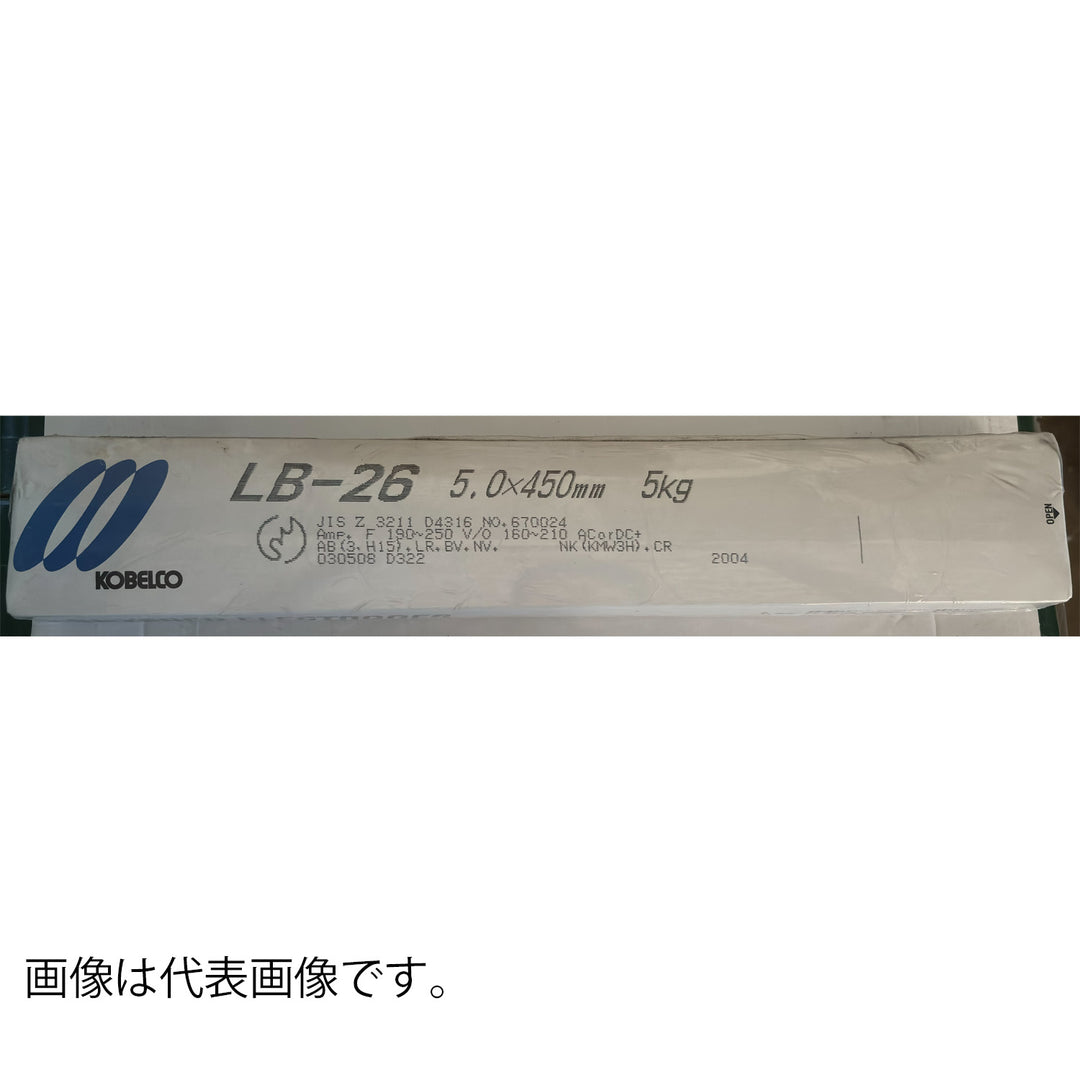 LB-26 5.0×450mm 5kg
JIS Z 3211 D4316 NO.670024
Amp. F 190~250 V/O 160~210 ACorDC+
AB(3,H15).LR.BV.NV. NK(KMW3H).CR
030508 D322 2004
KOBELCO
OPEN
画像は代表画像です。